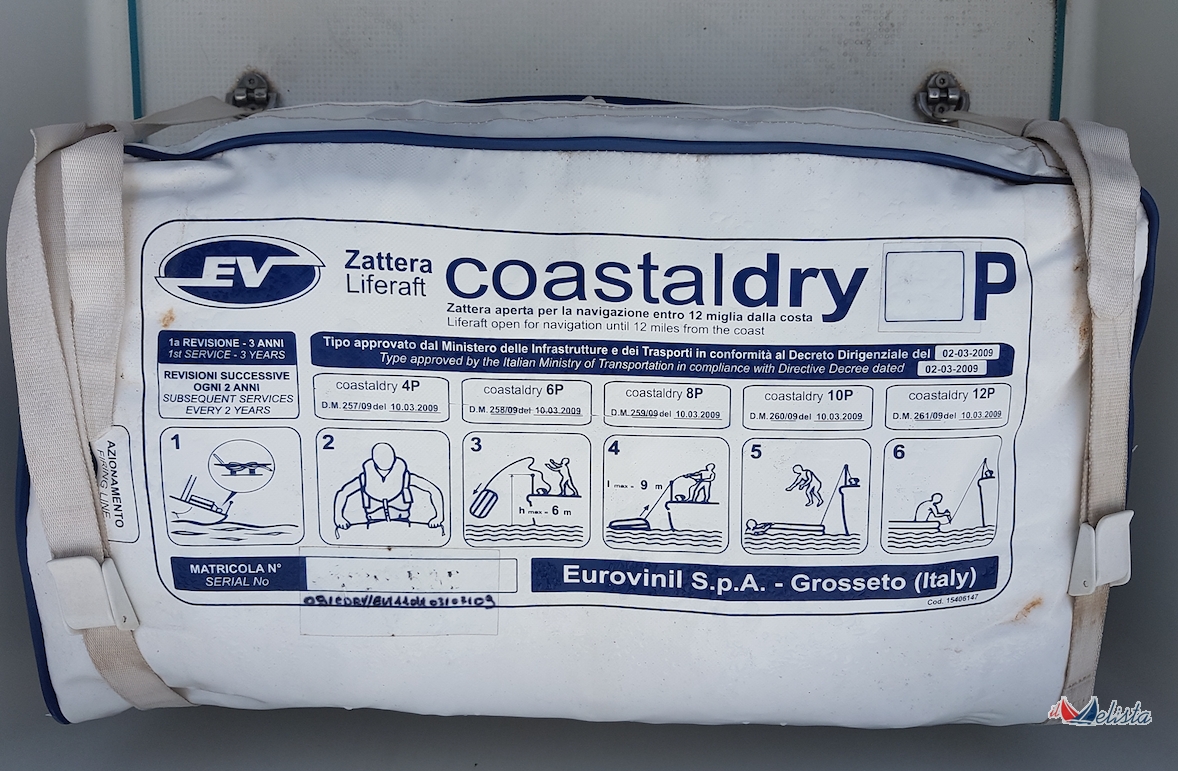 EV
Zattera
Liferaft
coastaldry P
Zattera aperta per la navigazione entro 12 miglia dalla costa
Liferaft open for navigation until 12 miles from the coast
1a REVISIONE - 3 ANNI
1st SERVICE - 3 YEARS
REVISIONI SUCCESSIVE
OGNI 2 ANNI
SUBSEQUENT SERVICES
EVERY 2 YEARS
Tipo approvato dal Ministero delle Infrastrutture e dei Trasporti in conformità al Decreto Dirigenziale del 02-03-2009
Type approved by the Italian Ministry of Transportation in compliance with Directive Decree dated 02-03-2009
coastaldry 4P
D.M. 257/09 del 10.03.2009
coastaldry 6P
D.M. 258/09 del 10.03.2009
coastaldry 8P
D.M. 259/09 del 10.03.2009
coastaldry 10P
D.M. 260/09 del 10.03.2009
coastaldry 12P
D.M. 261/09 del 10.03.2009
AZIONAMENTO
FIRING LINE
1
2
3
h max = 6 m
4
l max = 9 m
5
6
MATRICOLA N°
SERIAL No
Eurovinil S.p.A. - Grosseto (Italy)
Cod. 15406147
il Velista